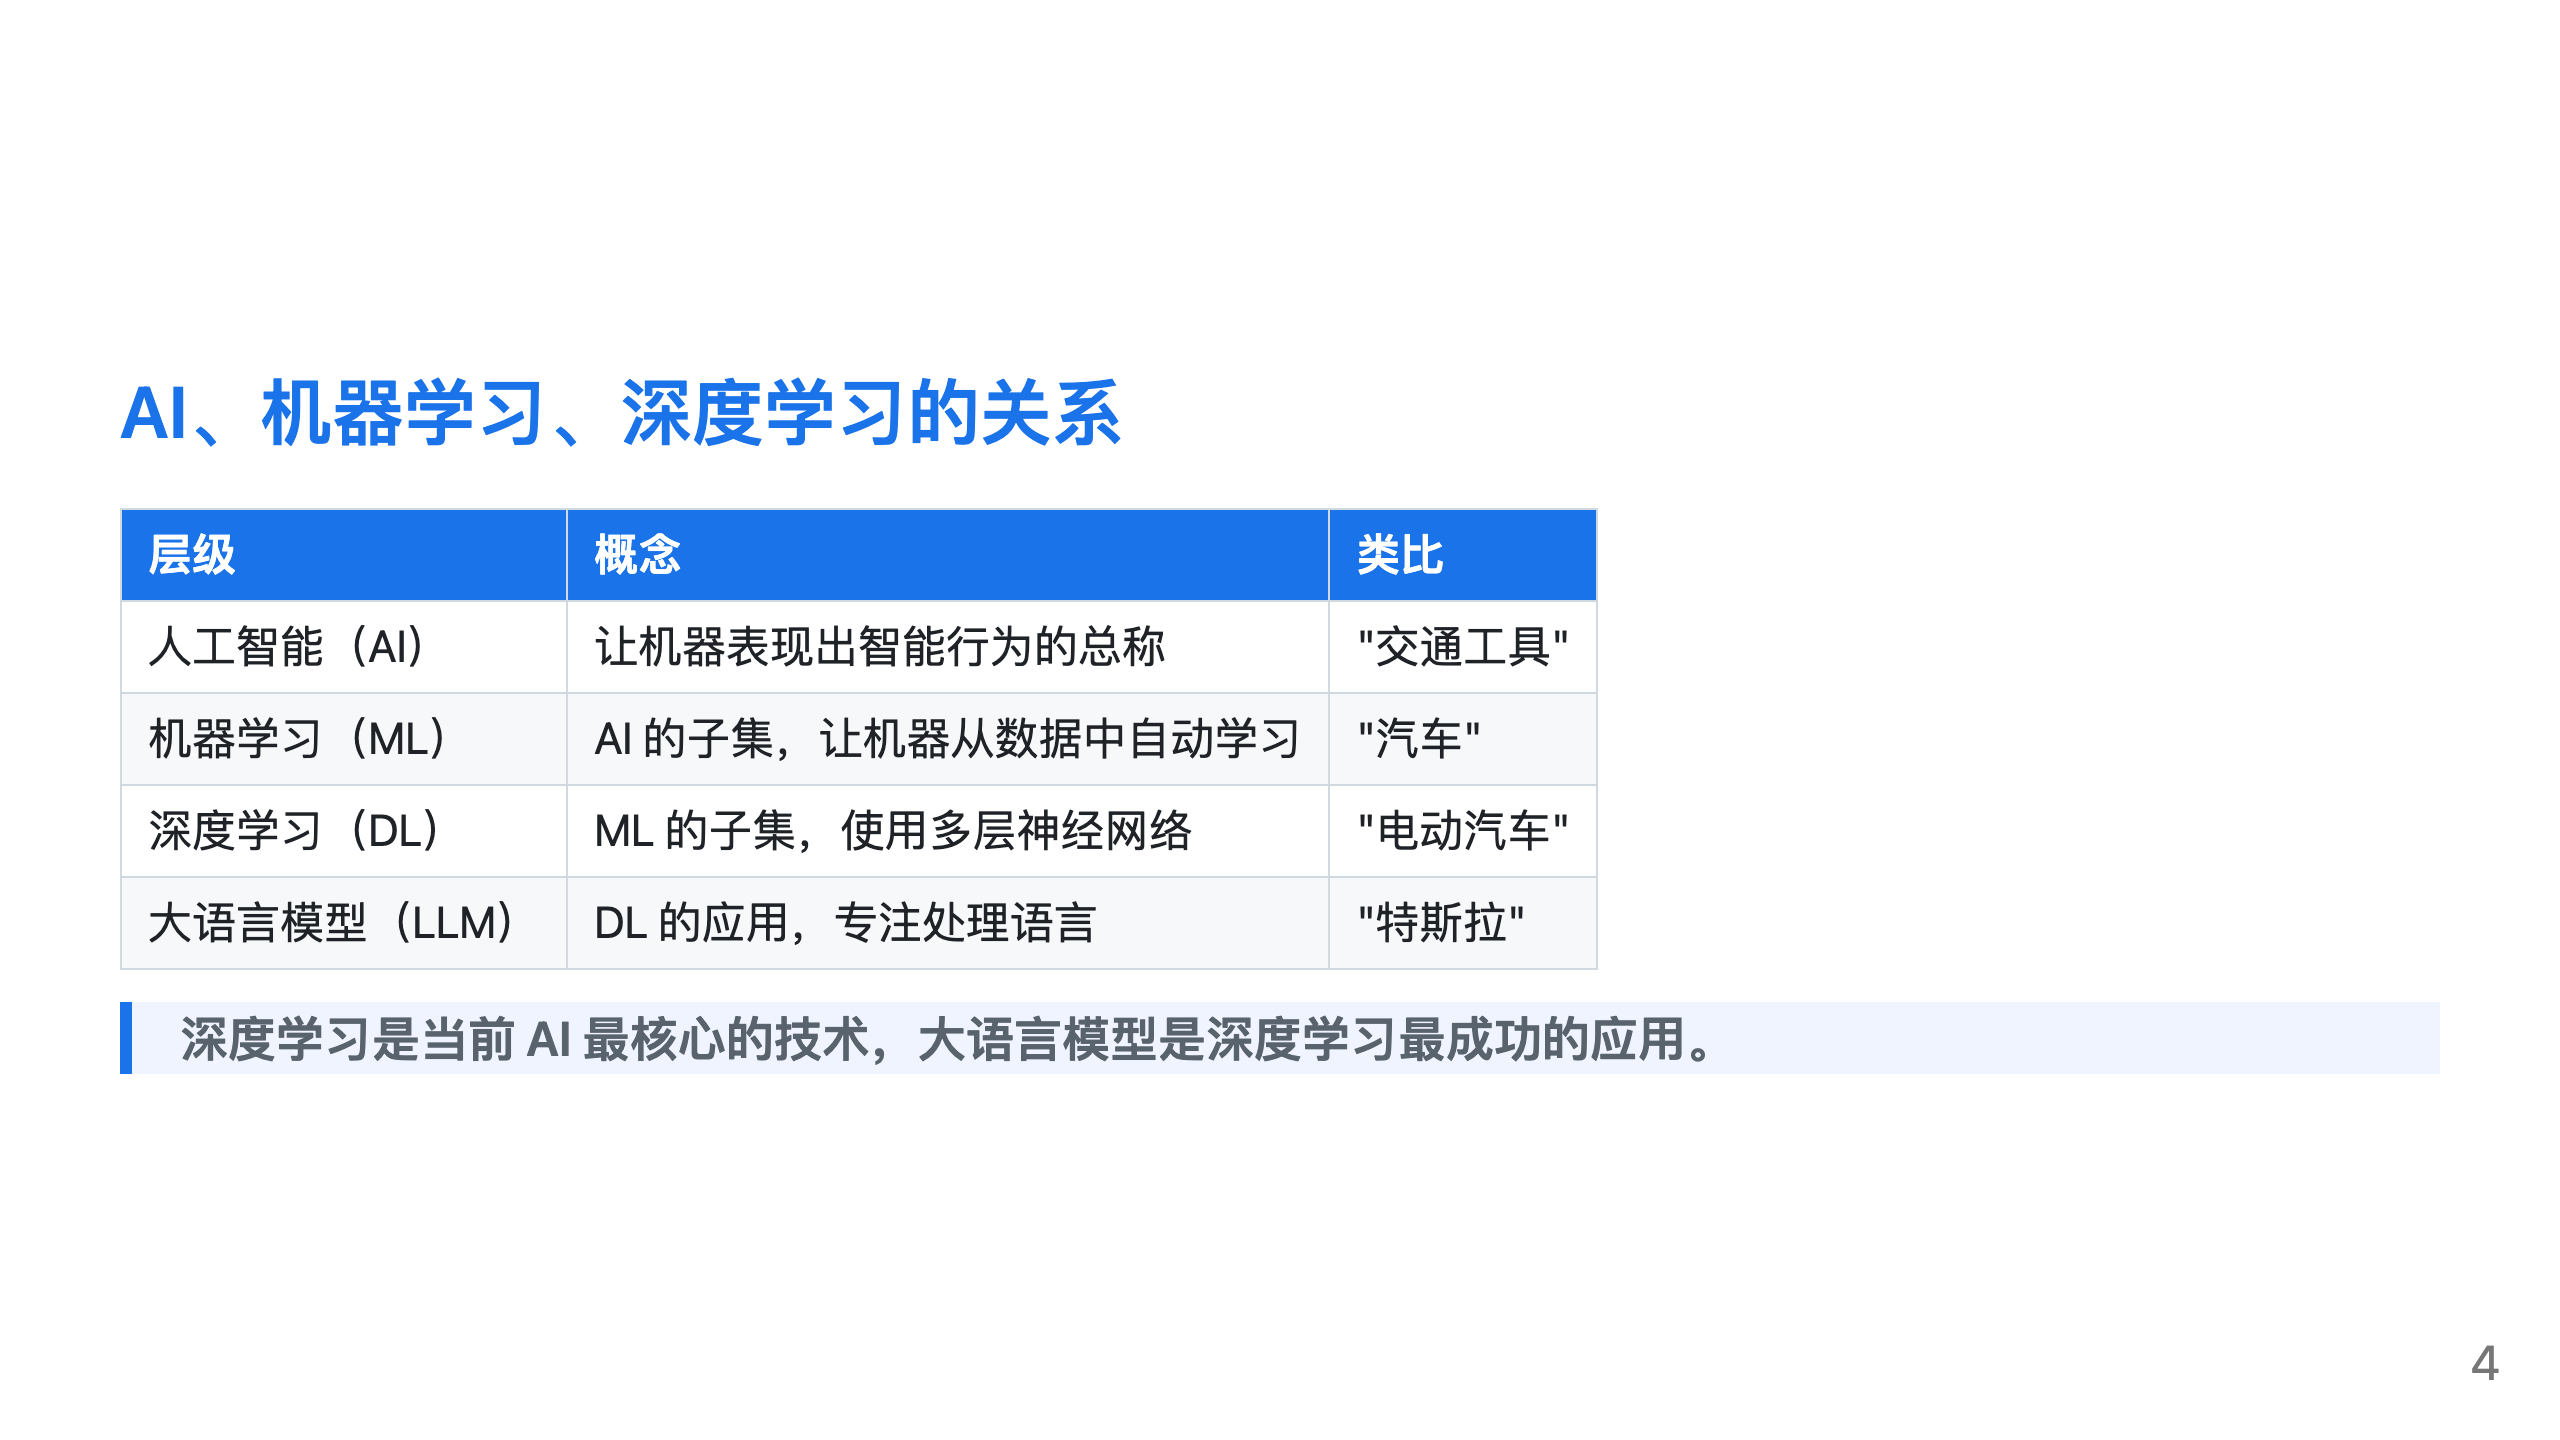 AI、机器学习、深度学习的关系
层级 概念 类比
人工智能（AI） 让机器表现出智能行为的总称 "交通工具"
机器学习（ML） AI 的子集，让机器从数据中自动学习 "汽车"
深度学习（DL） ML 的子集，使用多层神经网络 "电动汽车"
大语言模型（LLM） DL 的应用，专注处理语言 "特斯拉"
深度学习是当前 AI 最核心的技术，大语言模型是深度学习最成功的应用。
4